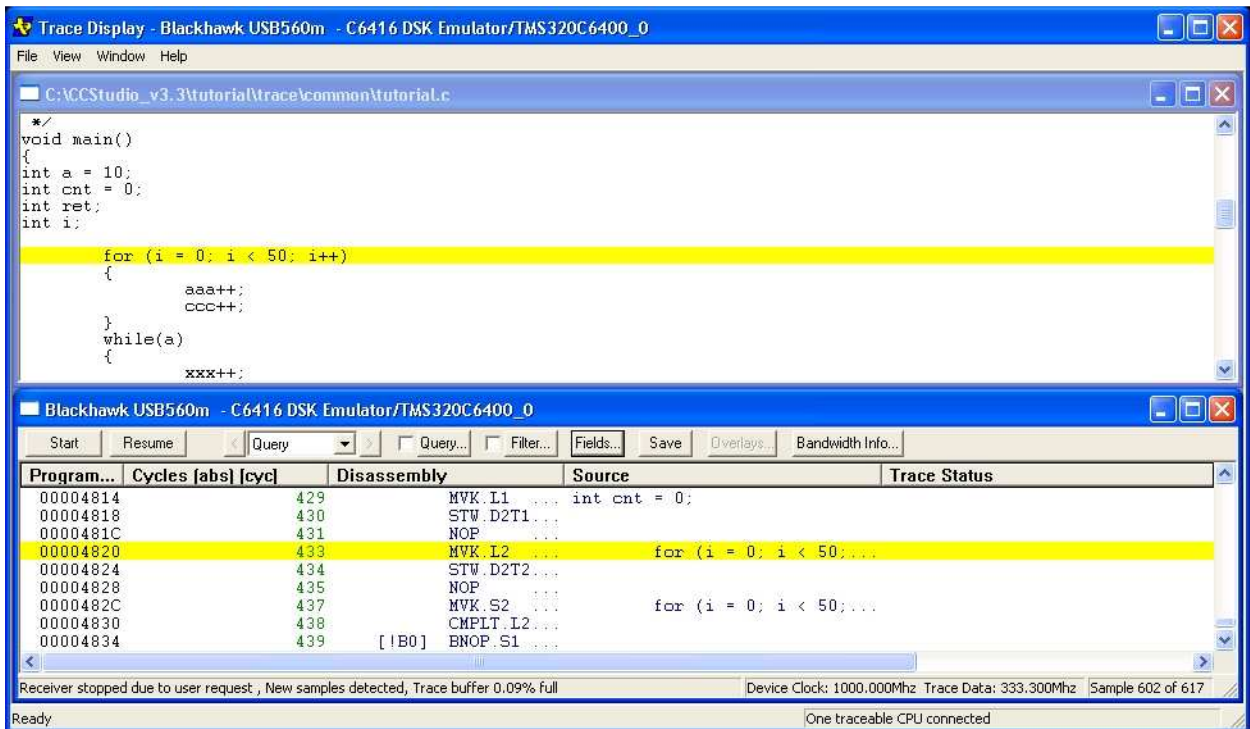 Trace Display - Blackhawk USB560m - C6416 DSK Emulator/TMS320C6400_0
File View Window Help
C:\CCStudio_v3.3\tutorial\trace\common\tutorial.c
*/
void main()
{
int a = 10;
int cnt = 0;
int ret;
int i;
for (i = 0; i < 50; i++)
{
aaa++;
ccc++;
}
while(a)
{
xxx++;
Blackhawk USB560m - C6416 DSK Emulator/TMS320C6400_0
Start Resume < Query > Query... Filter... Fields... Save Overlays... Bandwidth Info...
Program... Cycles [abs] [cyc] Disassembly Source Trace Status
00004814 429 MVK.L1 ... int cnt = 0;
00004818 430 STW.D2T1...
0000481C 431 NOP ...
00004820 433 MVK.L2 ... for (i = 0; i < 50;...
00004824 434 STW.D2T2...
00004828 435 NOP ...
0000482C 437 MVK.S2 ... for (i = 0; i < 50;...
00004830 438 CMPLT.L2...
00004834 439 [!B0] BNOP.S1 ...
Receiver stopped due to user request , New samples detected, Trace buffer 0.09% full Device Clock: 1000.000Mhz Trace Data: 333.300Mhz Sample 602 of 617
Ready One traceable CPU connected